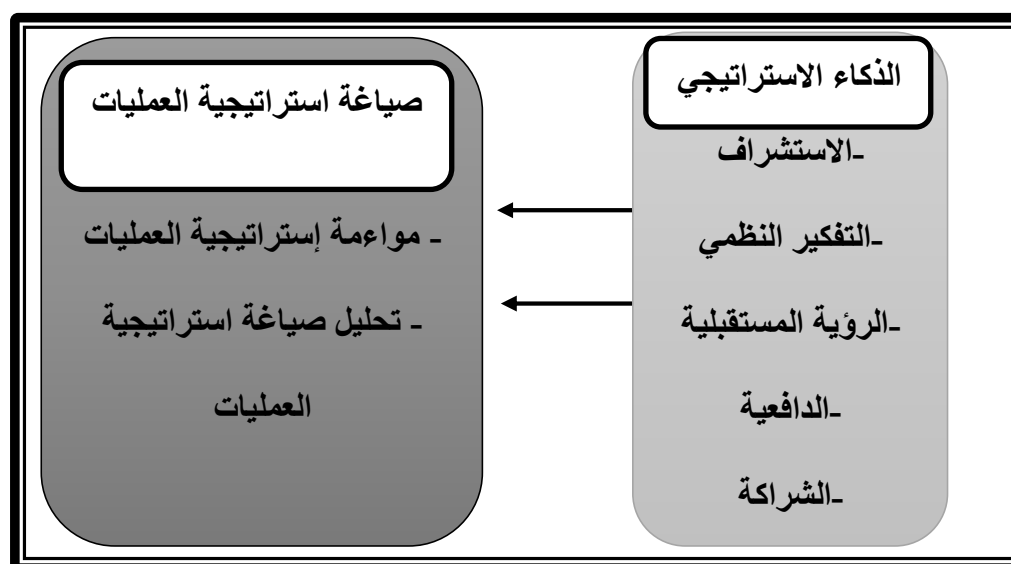 الذكاء الاستراتيجي
-الاستشراف
-التفكير النظمي
-الرؤية المستقبلية
-الدافعية
-الشراكة
صياغة استراتيجية العمليات
- مواءمة إستراتيجية العمليات
- تحليل صياغة استراتيجية
العمليات